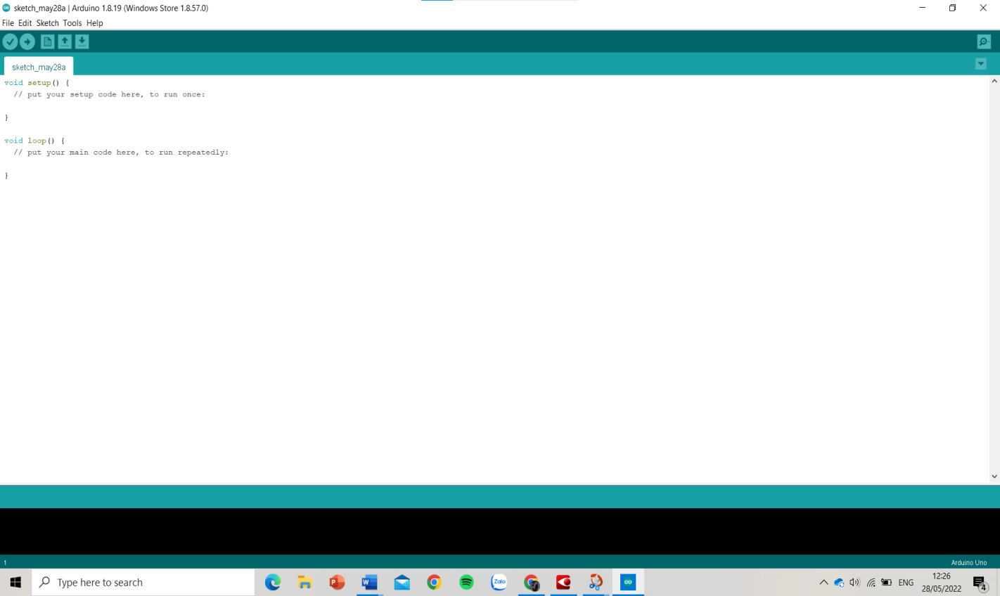 sketch_may28a | Arduino 1.8.19 (Windows Store 1.8.57.0)
File Edit Sketch Tools Help
sketch_may28a
void setup() {
// put your setup code here, to run once:
}
void loop() {
// put your main code here, to run repeatedly:
}
1
Arduino Uno
Type here to search
Zalo
ENG
12:26
28/05/2022
4